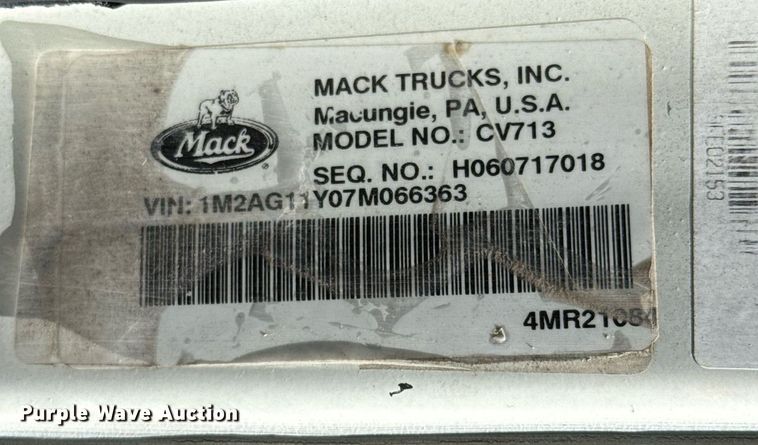 MACK TRUCKS, INC.
Macungie, PA, U.S.A.
MODEL NO.: CV713
Mack
SEQ. NO.: H060717018
VIN: 1M2AG11Y07M066363
Purple Wave Auction